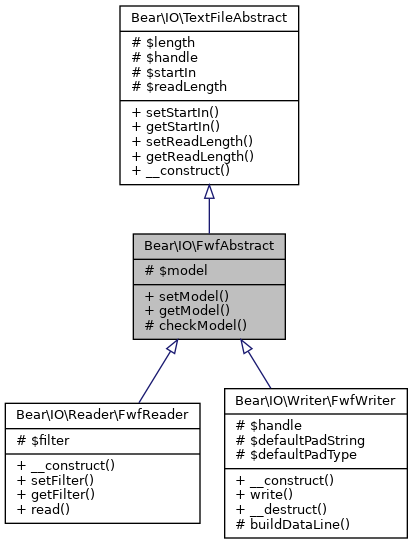 Bear\IO\TextFileAbstract
# $length
# $handle
# $startIn
# $readLength
+ setStartIn()
+ getStartIn()
+ setReadLength()
+ getReadLength()
+ __construct()
Bear\IO\FwfAbstract
# $model
+ setModel()
+ getModel()
# checkModel()
Bear\IO\Reader\FwfReader
# $filter
+ __construct()
+ setFilter()
+ getFilter()
+ read()
Bear\IO\Writer\FwfWriter
# $handle
# $defaultPadString
# $defaultPadType
+ __construct()
+ write()
+ __destruct()
# buildDataLine()